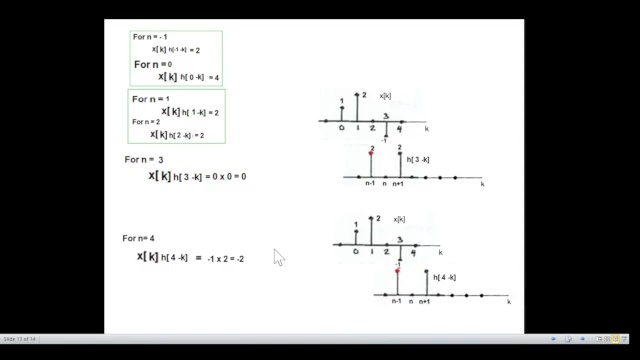 For n = - 1
x[ k] h[-1 -k] = 2
For n = 0
x[ k] h[ 0 -k] = 4
For n = 1
x[ k] h[ 1 -k] = 2
For n = 2
x[ k] h[ 2 -k] = 2
For n = 3
x[ k] h[ 3 -k] = 0 x 0 = 0
For n= 4
x[ k] h[ 4 -k] = -1 x 2 = -2
2 x[k]
1
3
0 1 2 4 k
-1
2 2
h[ 3 -k]
n-1 n n+1 k
2 x[k]
1
3
0 1 2 4 k
-1
h[ 4 -k]
n-1 n n+1 k
Slide 13 of 14